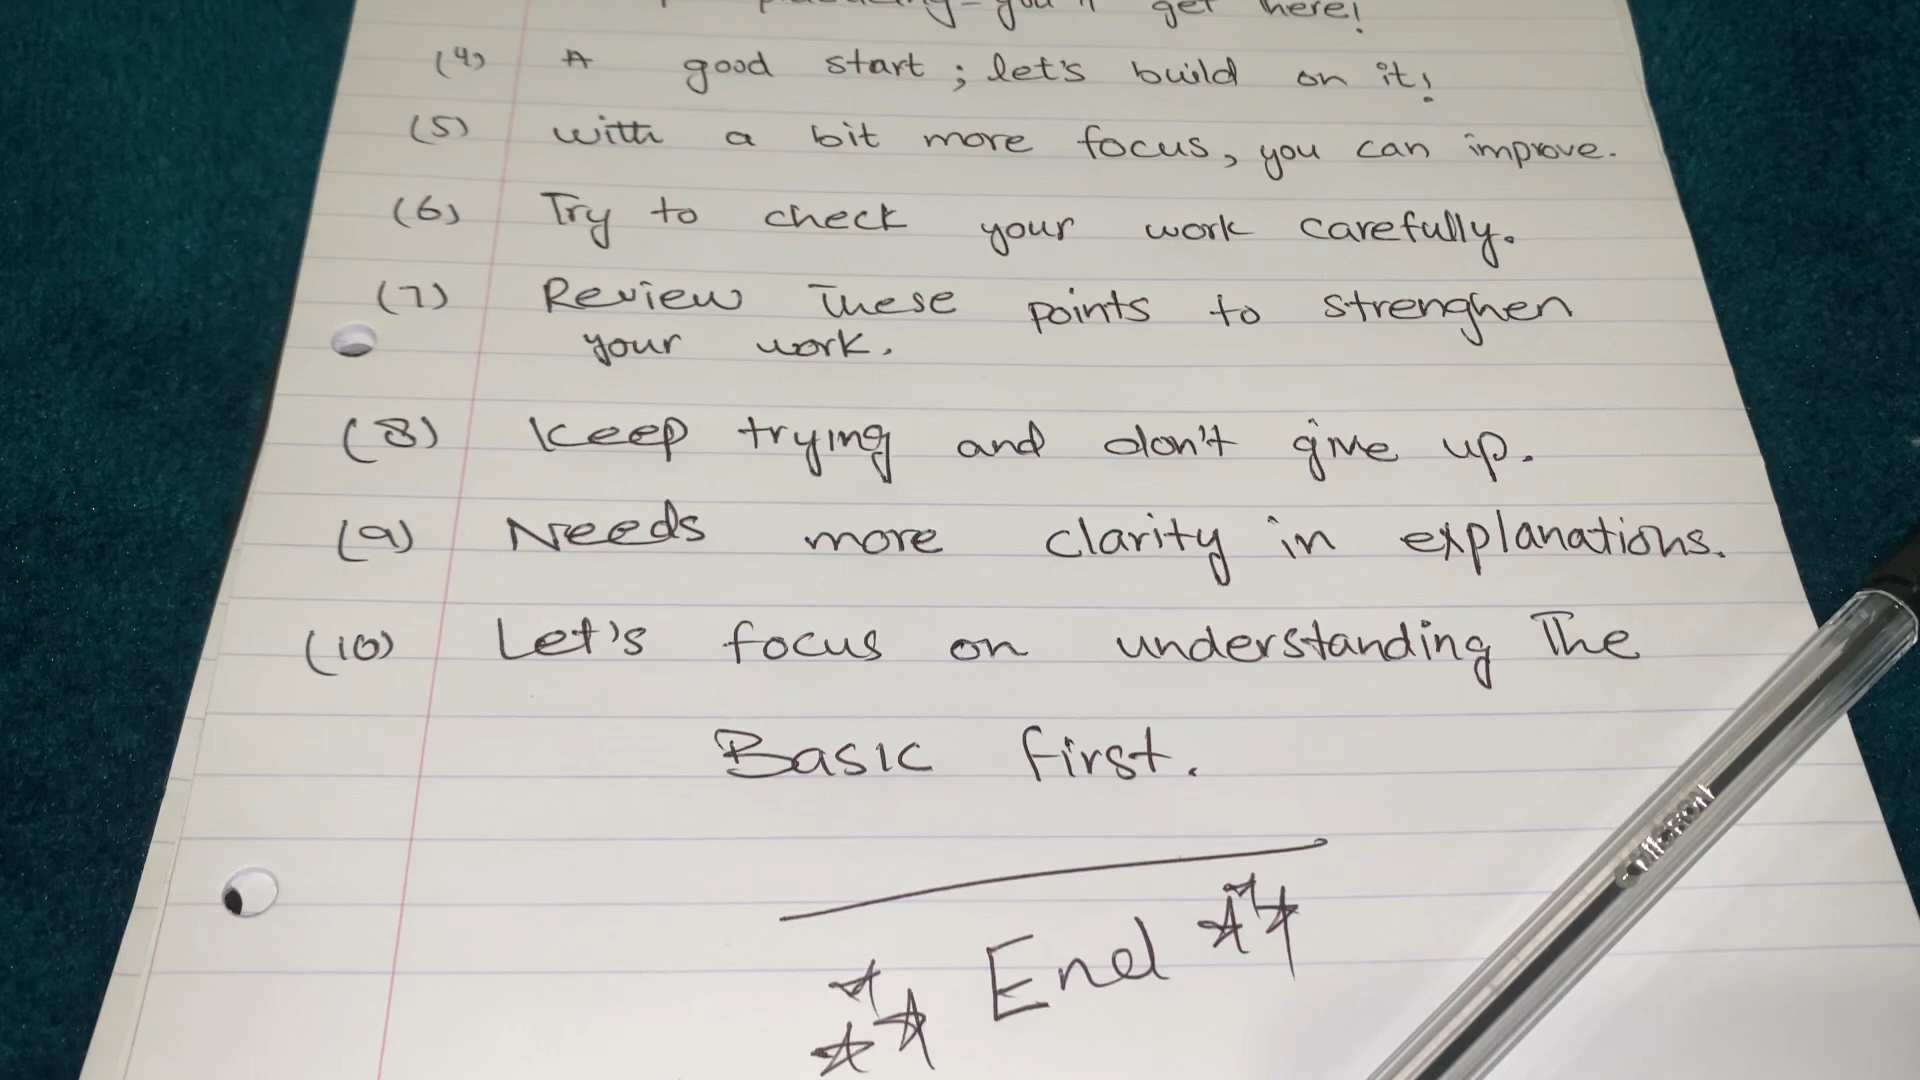 get here!
(4) A good start; let's build on it!
(5) with a bit more focus, you can improve.
(6) Try to check your work carefully.
(7) Review These points to strenghen
your work.
(8) Keep trying and don't give up.
(9) Needs more clarity in explanations.
(10) Let's focus on understanding The
Basic first.
End